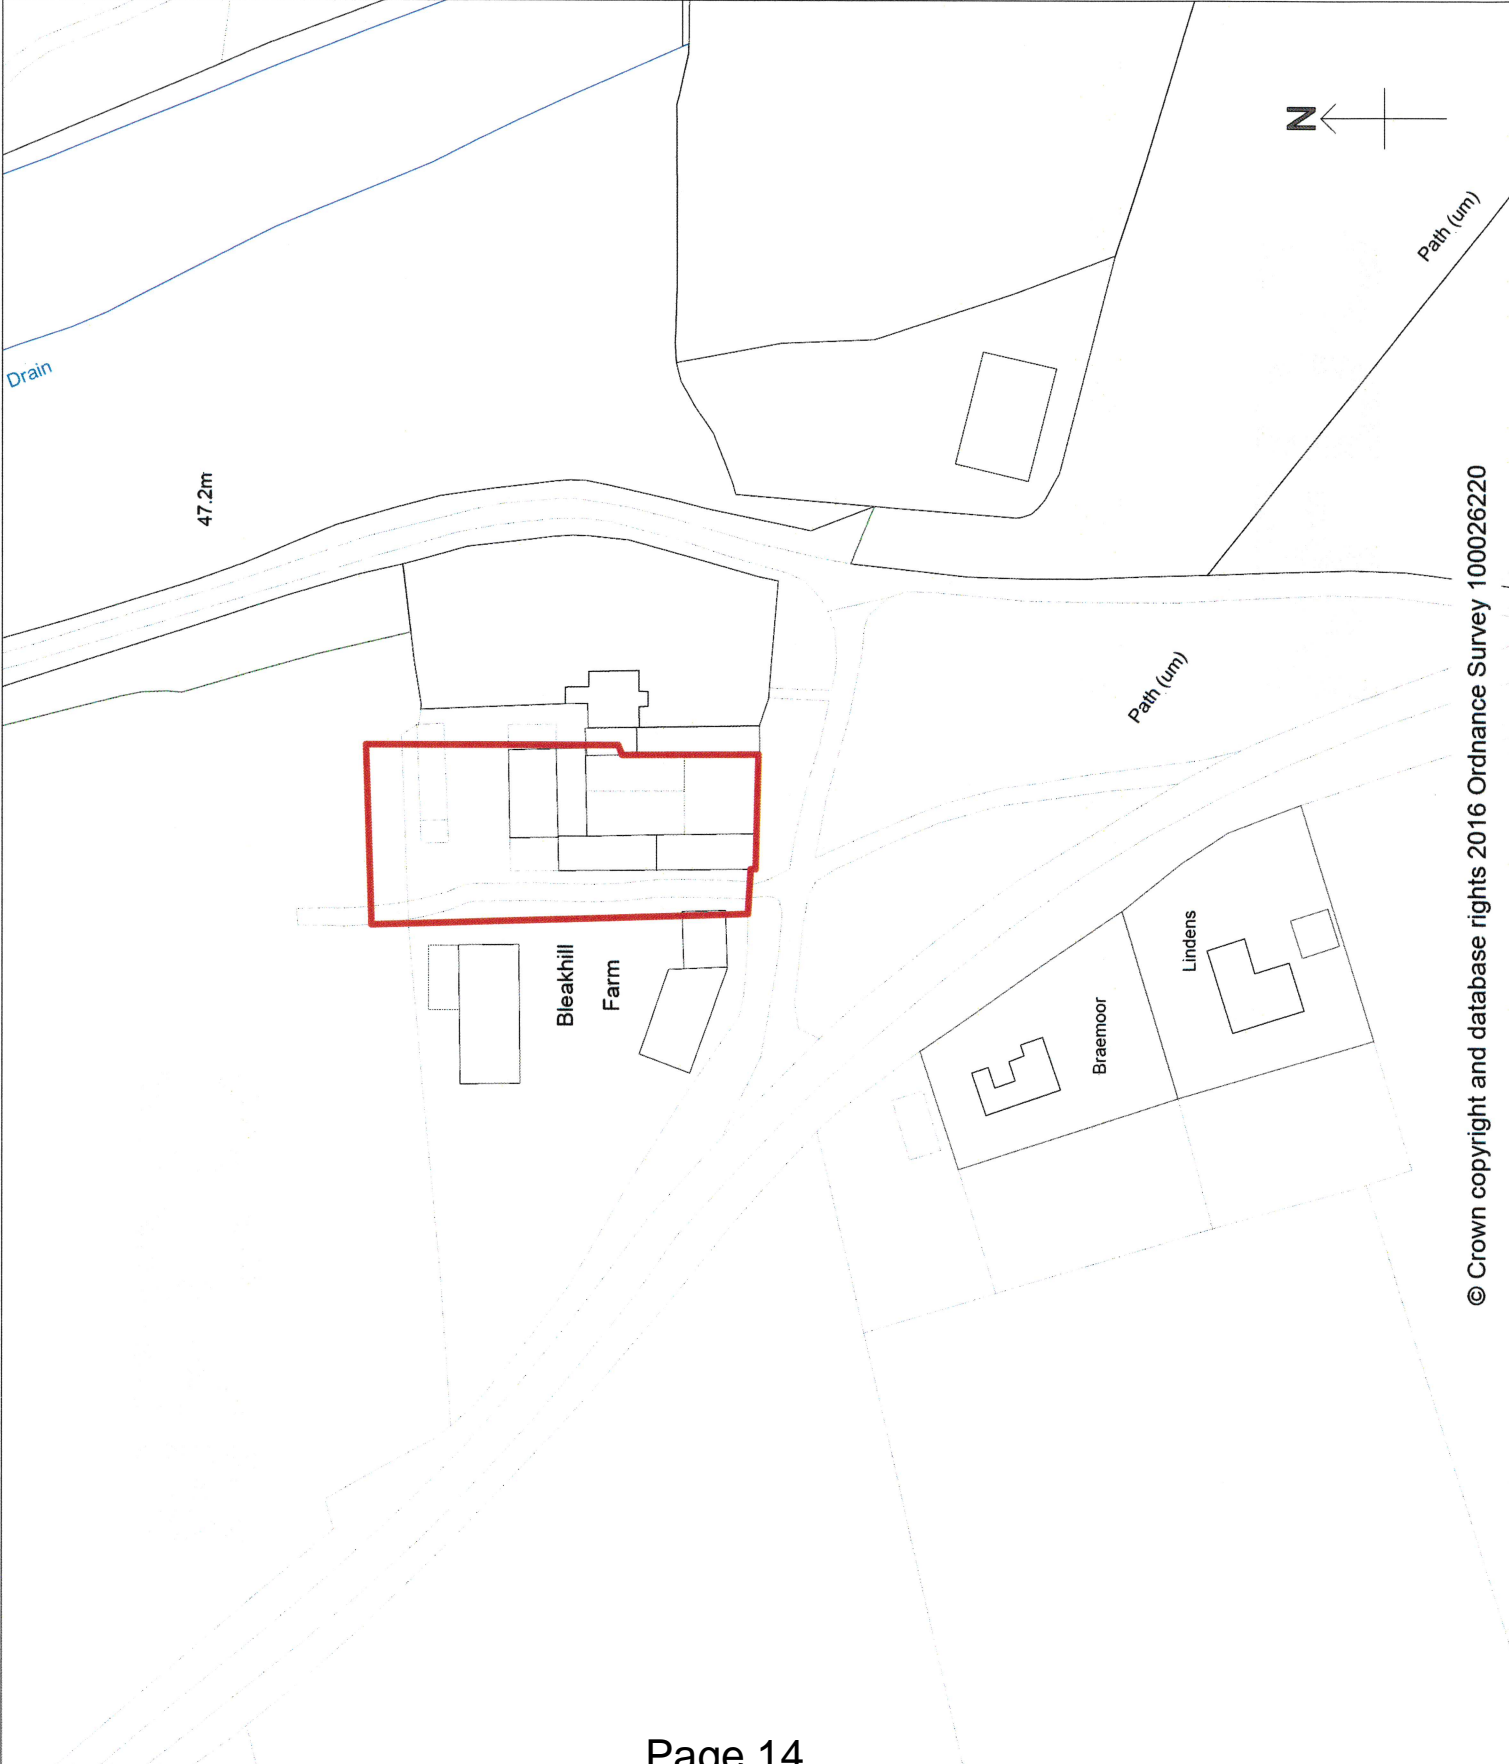 N
Path (um)
Drain
47.2m
Path (um)
Bleakhill
Farm
Lindens
Braemoor
© Crown copyright and database rights 2016 Ordnance Survey 100026220
Page 14